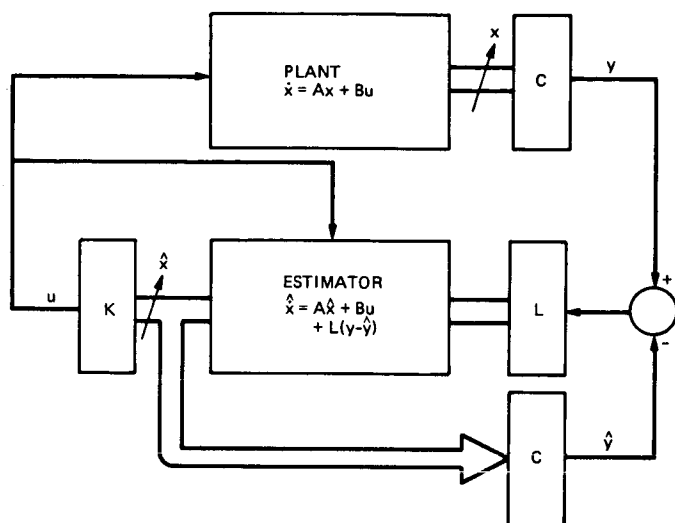 PLANT
ẋ = Ax + Bu
x
C
y
u
K
x̂
ESTIMATOR
x̂̇ = Ax̂ + Bu
+ L(y-ŷ)
L
+
-
C
ŷ